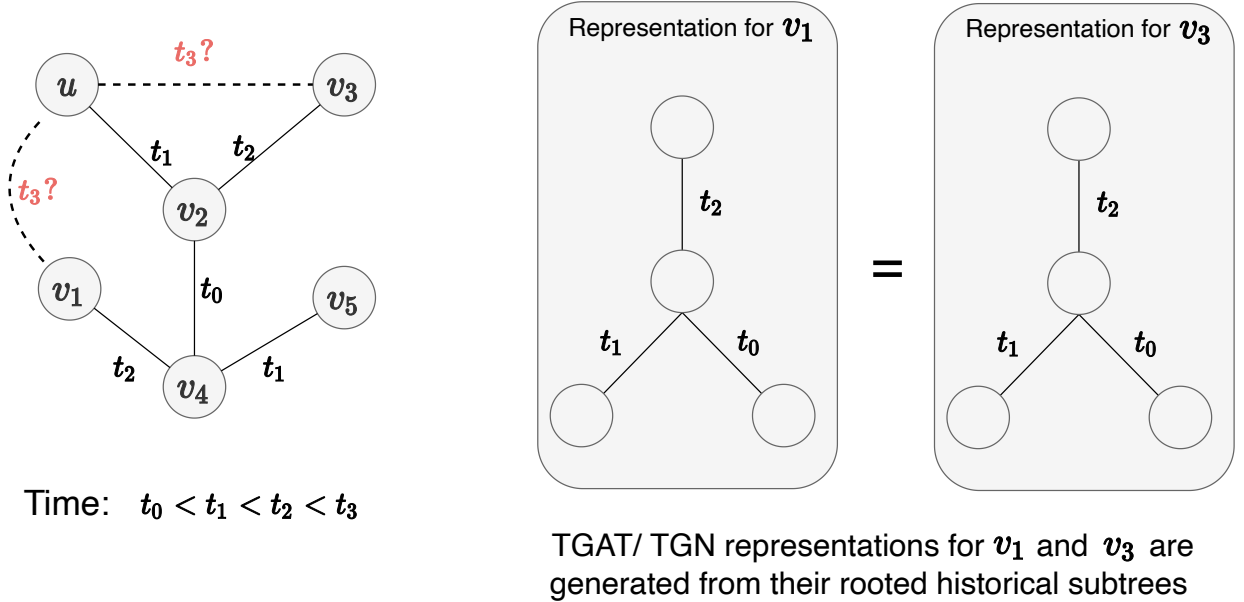 t₃?
u
v₃
t₁
t₂
t₃?
v₂
v₁
t₀
v₅
t₂
v₄
t₁
Time: t₀ < t₁ < t₂ < t₃
Representation for v₁
t₂
t₁
t₀
=
Representation for v₃
t₂
t₁
t₀
TGAT/ TGN representations for v₁ and v₃ are
generated from their rooted historical subtrees